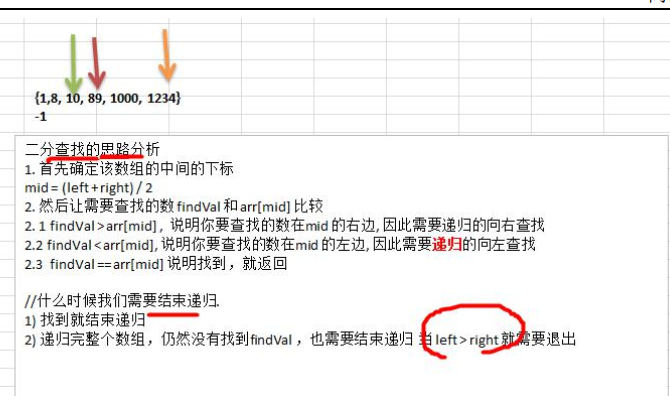 {1,8, 10, 89, 1000, 1234}
-1
二分查找的思路分析
1. 首先确定该数组的中间的下标
mid = (left + right) / 2
2. 然后让需要查找的数 findVal 和 arr[mid] 比较
2. 1 findVal > arr[mid] , 说明你要查找的数在mid 的右边, 因此需要递归的向右查找
2.2 findVal < arr[mid], 说明你要查找的数在mid 的左边, 因此需要递归的向左查找
2.3 findVal == arr[mid] 说明找到，就返回
//什么时候我们需要结束递归.
1) 找到就结束递归
2) 递归完整个数组，仍然没有找到findVal ，也需要结束递归 当 left > right 就需要退出